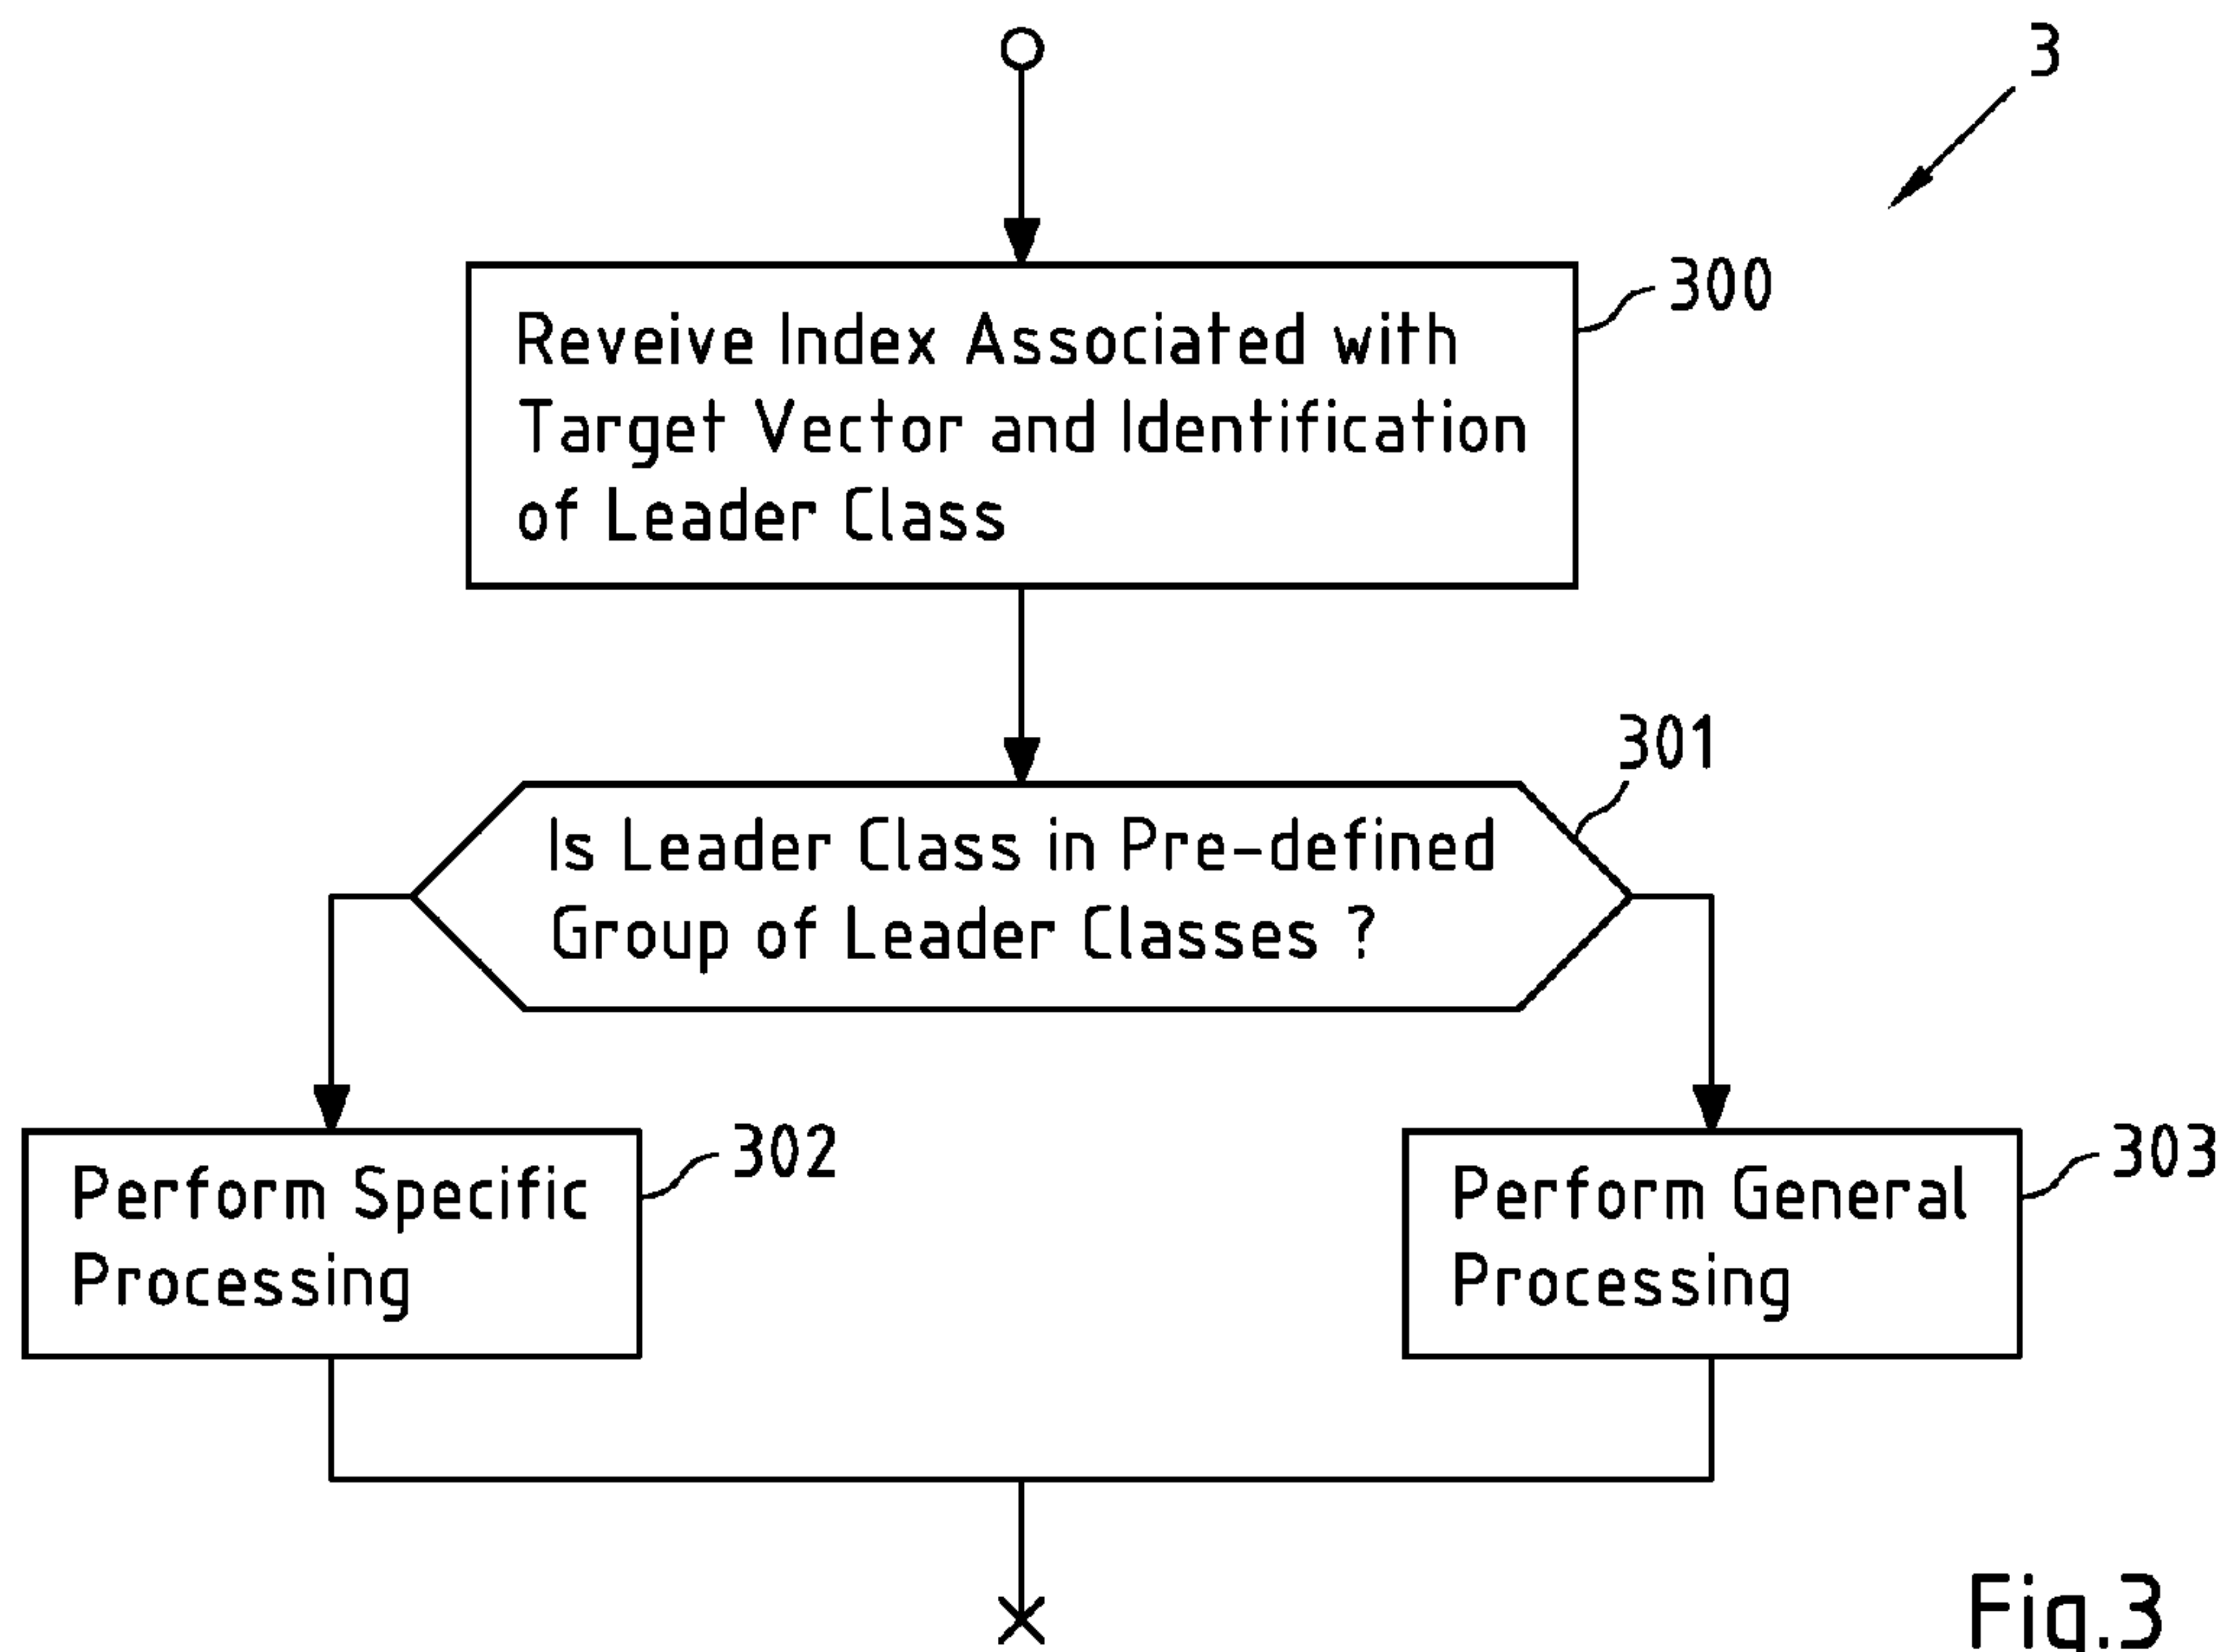 3
300
Reveive Index Associated with
Target Vector and Identification
of Leader Class
301
Is Leader Class in Pre-defined
Group of Leader Classes ?
302
Perform Specific
Processing
303
Perform General
Processing
Fig.3